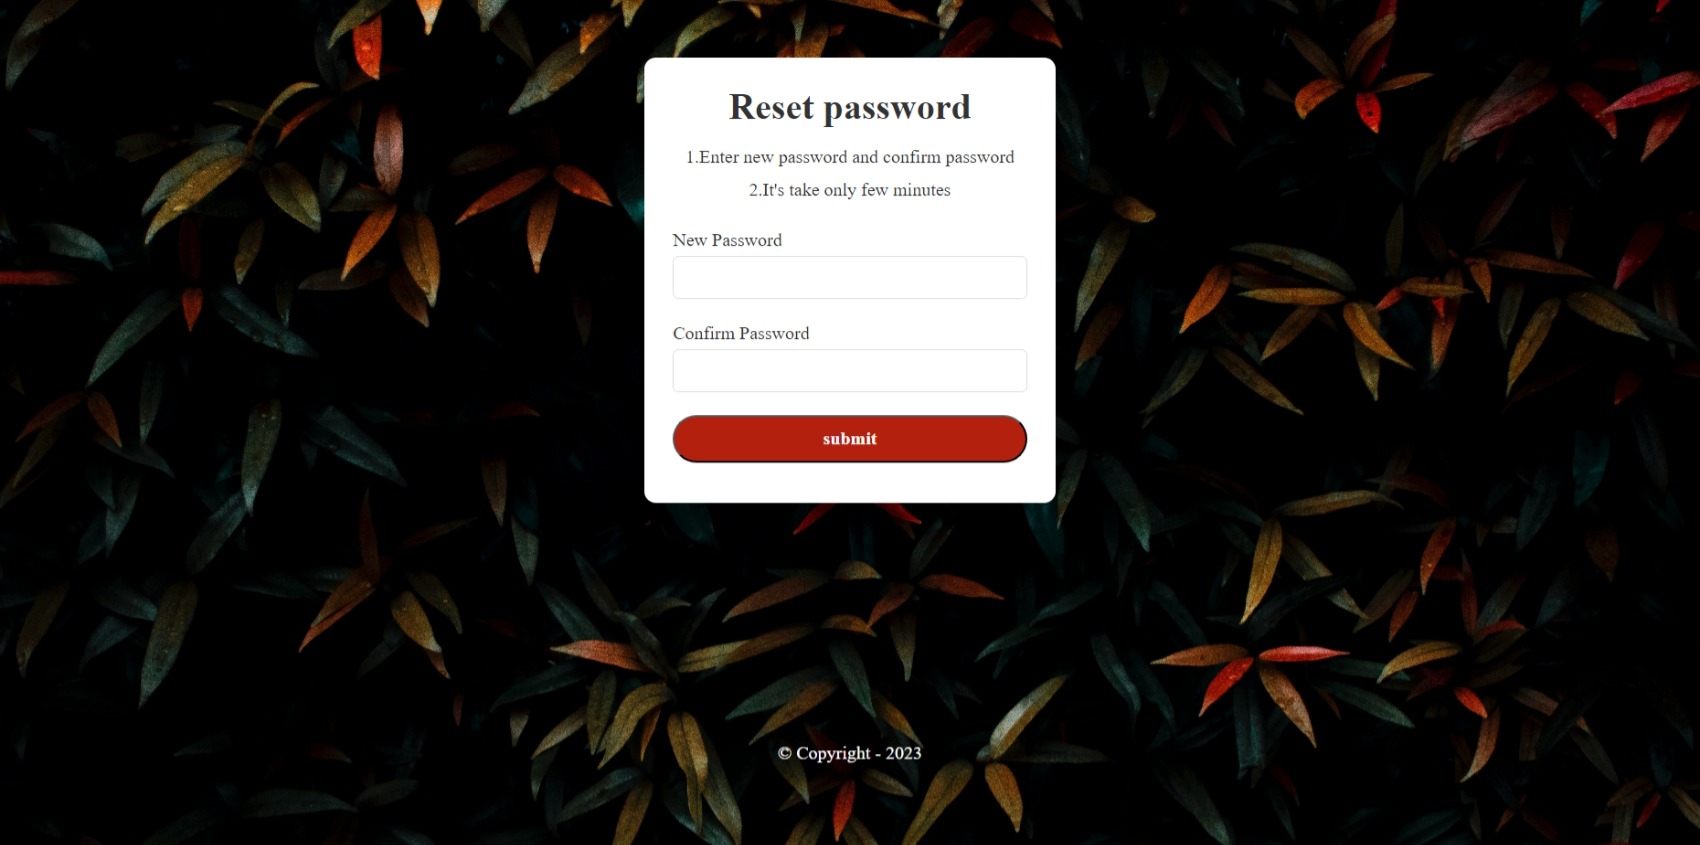 Reset password
1.Enter new password and confirm password
2.It's take only few minutes
New Password
Confirm Password
submit
© Copyright - 2023